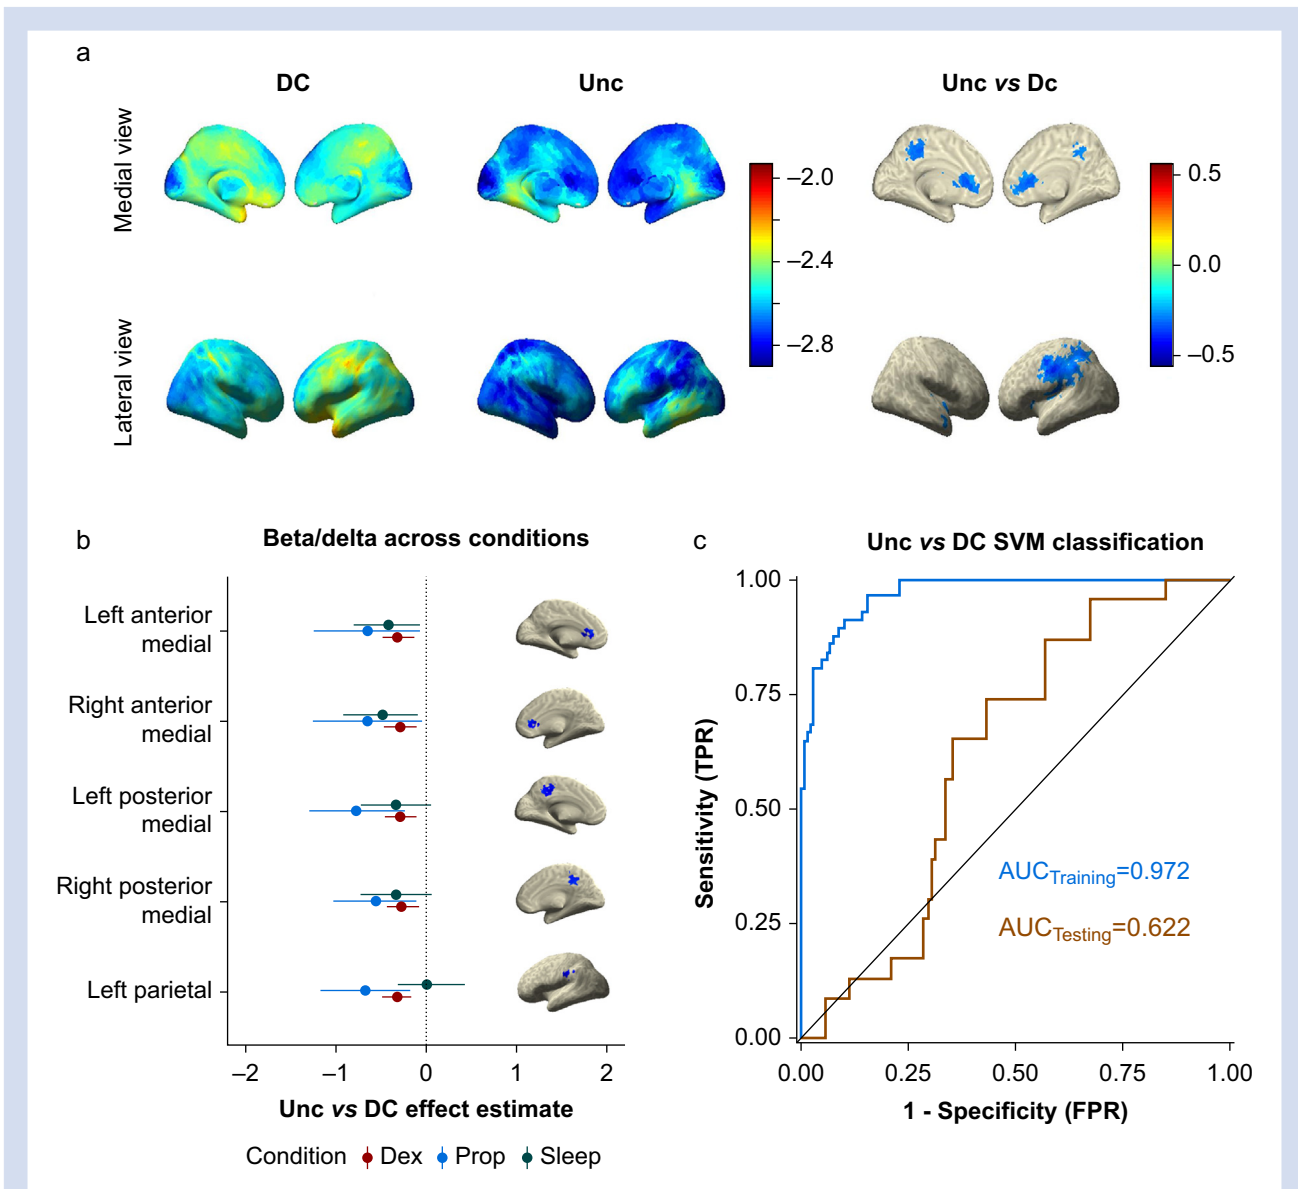 a
DC
Unc
Unc vs Dc
Medial view
–2.0
–2.4
–2.8
0.5
0.0
–0.5
Lateral view
b
Beta/delta across conditions
Left anterior
medial
Right anterior
medial
Left posterior
medial
Right posterior
medial
Left parietal
–2
–1
0
1
2
Unc vs DC effect estimate
Condition Dex Prop Sleep
c
Unc vs DC SVM classification
Sensitivity (TPR)
1.00
0.75
0.50
0.25
0.00
AUCTraining=0.972
AUCTesting=0.622
0.00
0.25
0.50
0.75
1.00
1 - Specificity (FPR)